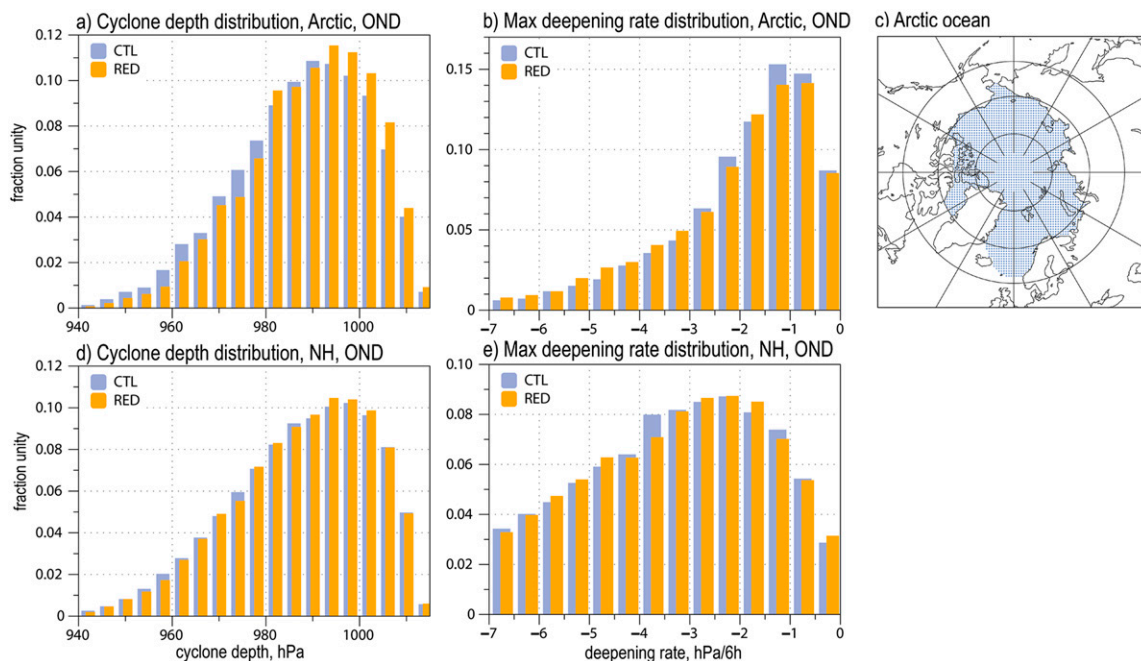 a) Cyclone depth distribution, Arctic, OND
b) Max deepening rate distribution, Arctic, OND
c) Arctic ocean
fraction unity
0.12
0.10
0.08
0.06
0.04
0.02
0
CTL
RED
940 960 980 1000
0.15
0.10
0.05
0
CTL
RED
−7 −6 −5 −4 −3 −2 −1 0
d) Cyclone depth distribution, NH, OND
e) Max deepening rate distribution, NH, OND
fraction unity
0.12
0.10
0.08
0.06
0.04
0.02
0
CTL
RED
940 960 980 1000
cyclone depth, hPa
0.10
0.08
0.06
0.04
0.02
0
CTL
RED
−7 −6 −5 −4 −3 −2 −1 0
deepening rate, hPa/6h